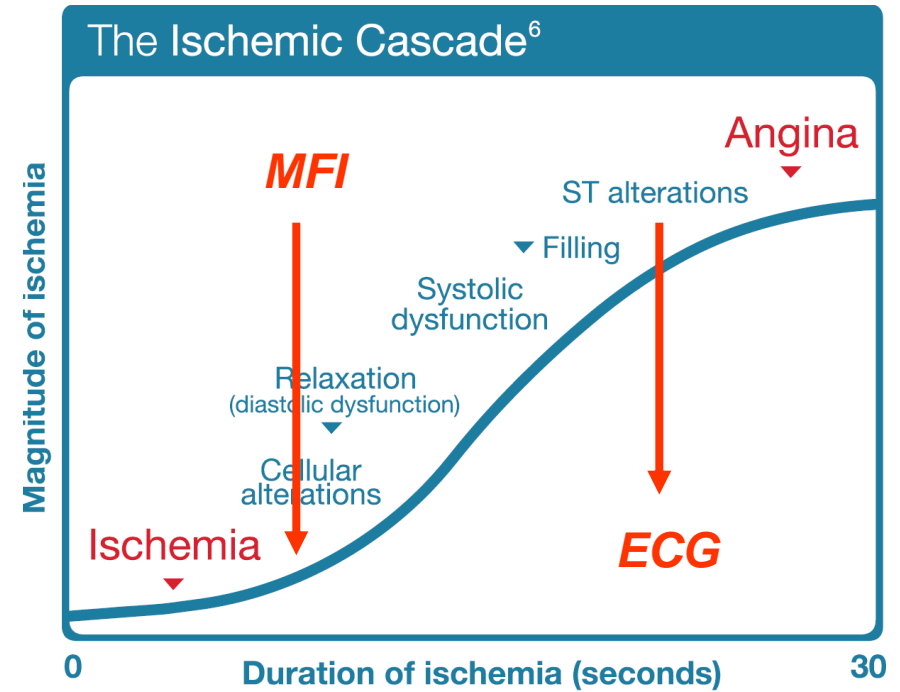 The Ischemic Cascade6
Angina
MFI
ST alterations
Filling
Systolic
dysfunction
Relaxation
(diastolic dysfunction)
Cellular
alterations
Ischemia
ECG
Magnitude of ischemia
0
Duration of ischemia (seconds)
30